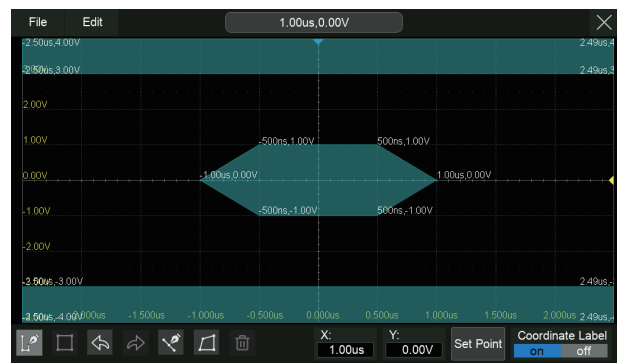 File Edit 1.00us,0.00V
-2.50us,4.00V 2.49us,4
-2.50us,3.00V 2.49us,3
2.00V
1.00V -500ns,1.00V 500ns,1.00V
0.00V -1.00us,0.00V 1.00us,0.00V
-1.00V -500ns,-1.00V 500ns,-1.00V
-2.00V
-2.50us,-3.00V 2.49us,-
-2.50us,-4.00V -1.500us -1.000us -0.500us 0.000us 0.500us 1.000us 1.500us 2.000us 2.49us,-
X: Y: Coordinate Label
1.00us 0.00V Set Point on off